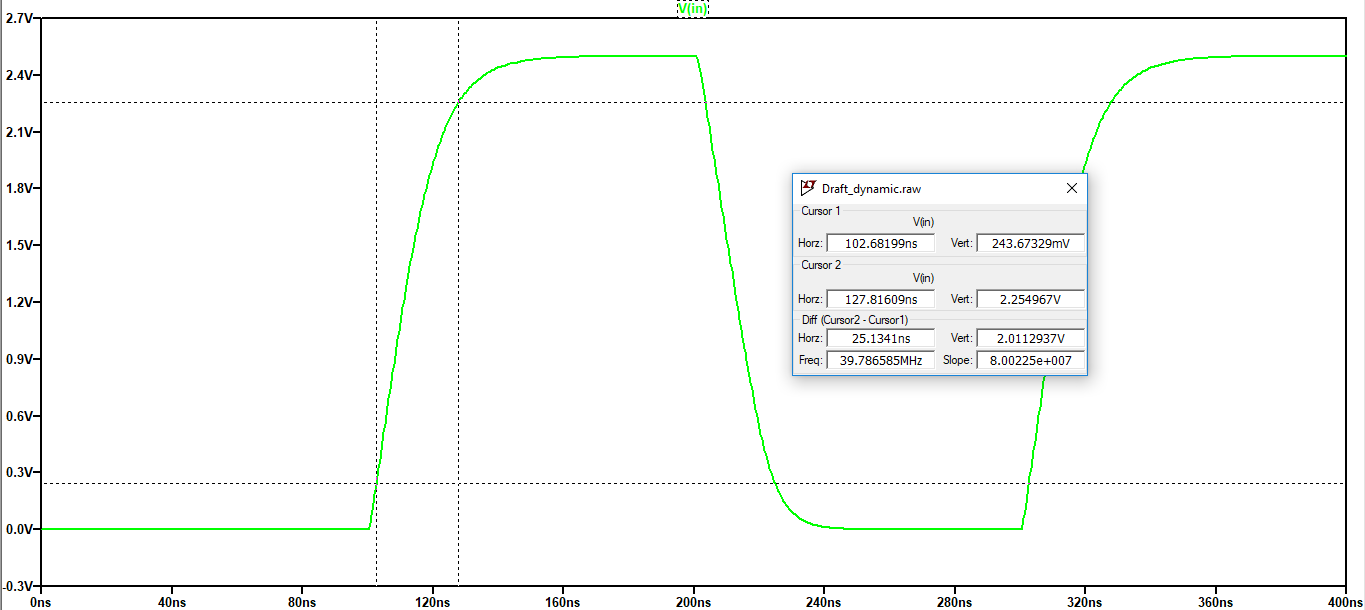 V(in)
2.7V
2.4V
2.1V
1.8V
1.5V
1.2V
0.9V
0.6V
0.3V
0.0V
-0.3V
0ns 40ns 80ns 120ns 160ns 200ns 240ns 280ns 320ns 360ns 400ns
Draft_dynamic.raw
Cursor 1
V(in)
Horz: 102.68199ns Vert: 243.67329mV
Cursor 2
V(in)
Horz: 127.81609ns Vert: 2.254967V
Diff (Cursor2 - Cursor1)
Horz: 25.1341ns Vert: 2.0112937V
Freq: 39.786585MHz Slope: 8.00225e+007